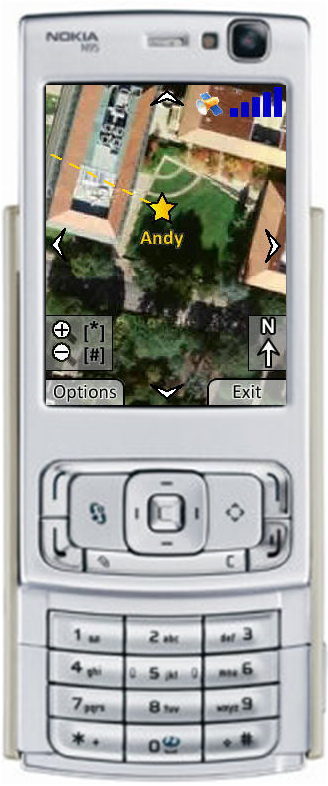 NOKIA
N95
Andy
[*]
[#]
N
Options
Exit
C
1
2 abc
def 3
4 ghi
5 jkl
mno 6
7 pqrs
8 tuv
wxyz 9
* +
0
#